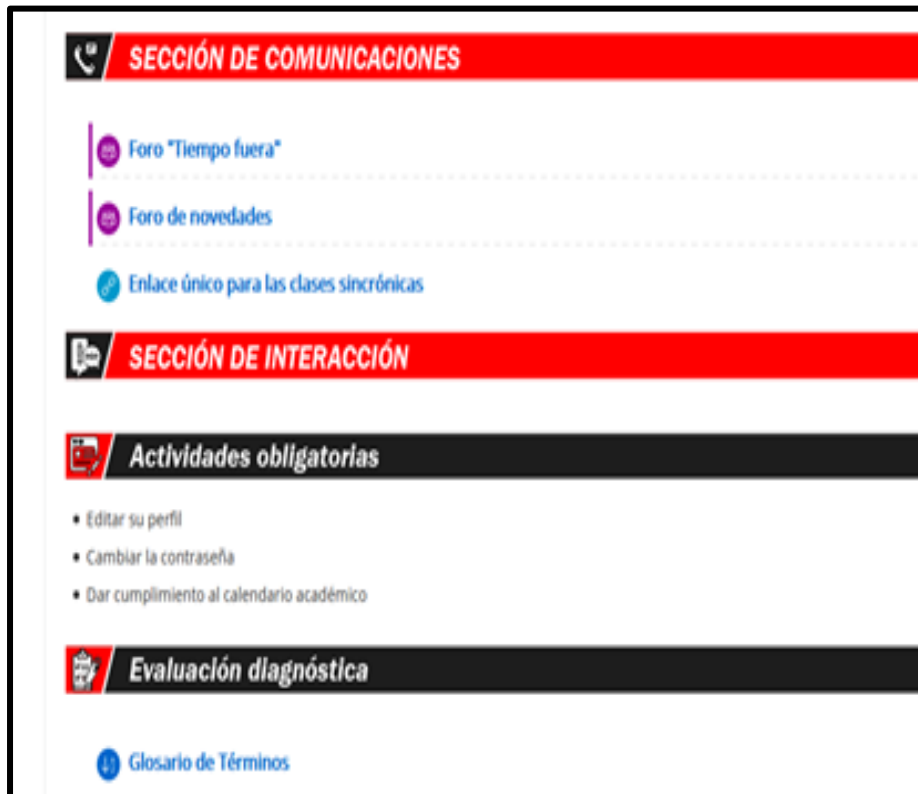 SECCIÓN DE COMUNICACIONES
Foro "Tiempo fuera"
Foro de novedades
Enlace único para las clases sincrónicas
SECCIÓN DE INTERACCIÓN
Actividades obligatorias
• Editar su perfil
• Cambiar la contraseña
• Dar cumplimiento al calendario académico
Evaluación diagnóstica
Glosario de Términos